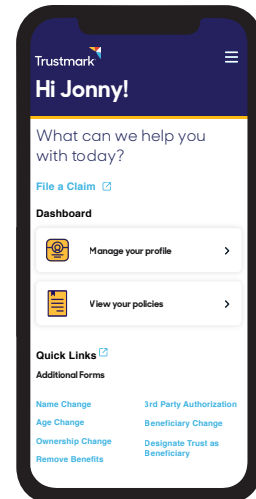 Trustmark
Hi Jonny!
What can we help you
with today?
File a Claim
Dashboard
Manage your profile
View your policies
Quick Links
Additional Forms
Name Change
Age Change
Ownership Change
Remove Benefits
3rd Party Authorization
Beneficiary Change
Designate Trust as
Beneficiary